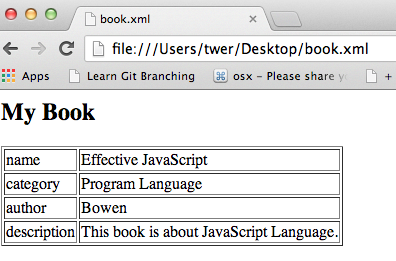 book.xml
file:///Users/twer/Desktop/book.xml
Apps Learn Git Branching osx - Please share
My Book
name Effective JavaScript
category Program Language
author Bowen
description This book is about JavaScript Language.